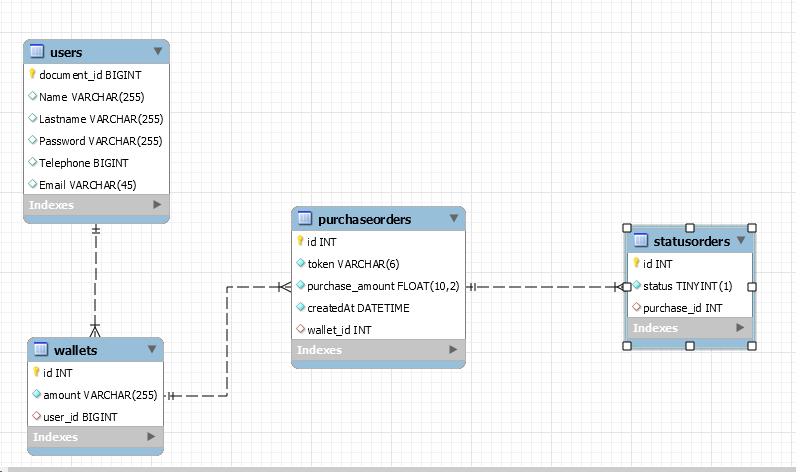 users
document_id BIGINT
Name VARCHAR(255)
Lastname VARCHAR(255)
Password VARCHAR(255)
Telephone BIGINT
Email VARCHAR(45)
Indexes
purchaseorders
id INT
token VARCHAR(6)
purchase_amount FLOAT(10,2)
createdAt DATETIME
wallet_id INT
Indexes
statusorders
id INT
status TINYINT(1)
purchase_id INT
Indexes
wallets
id INT
amount VARCHAR(255)
user_id BIGINT
Indexes